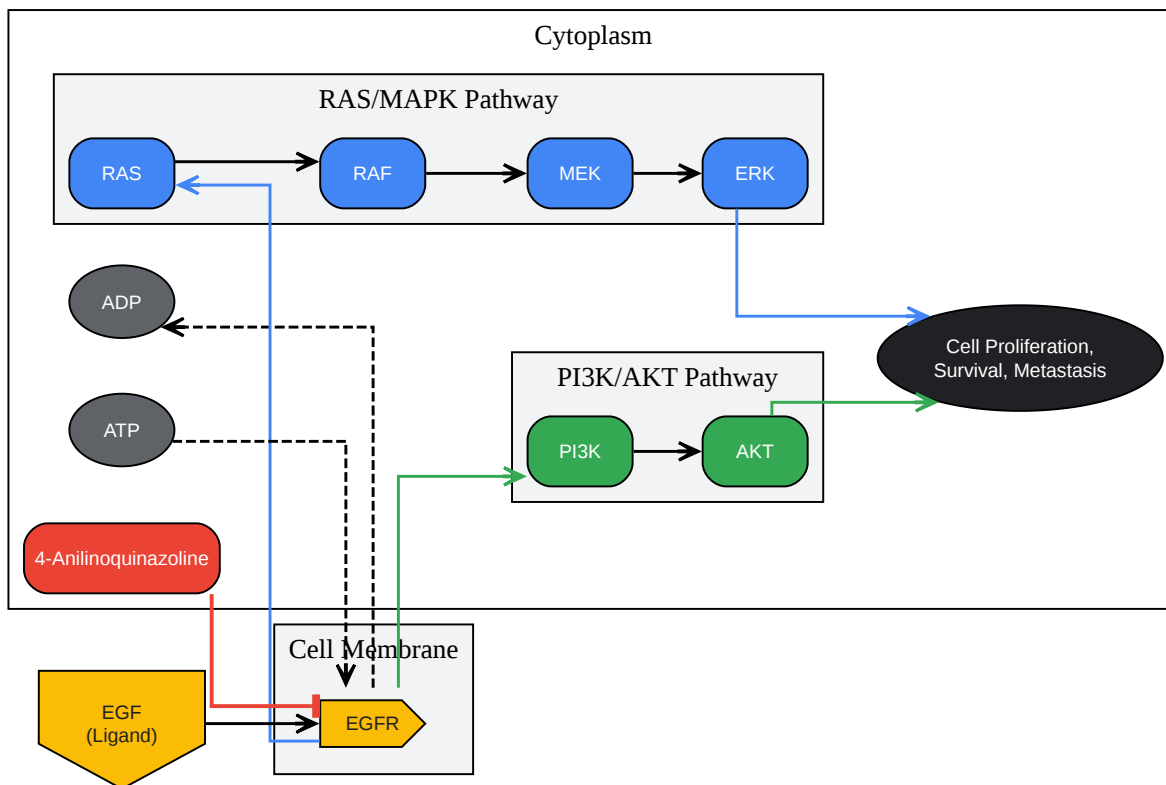 Cytoplasm
RAS/MAPK Pathway
RAS
RAF
MEK
ERK
ADP
Cell Proliferation,
Survival, Metastasis
PI3K/AKT Pathway
ATP
PI3K
AKT
4-Anilinoquinazoline
Cell Membrane
EGF
(Ligand)
EGFR